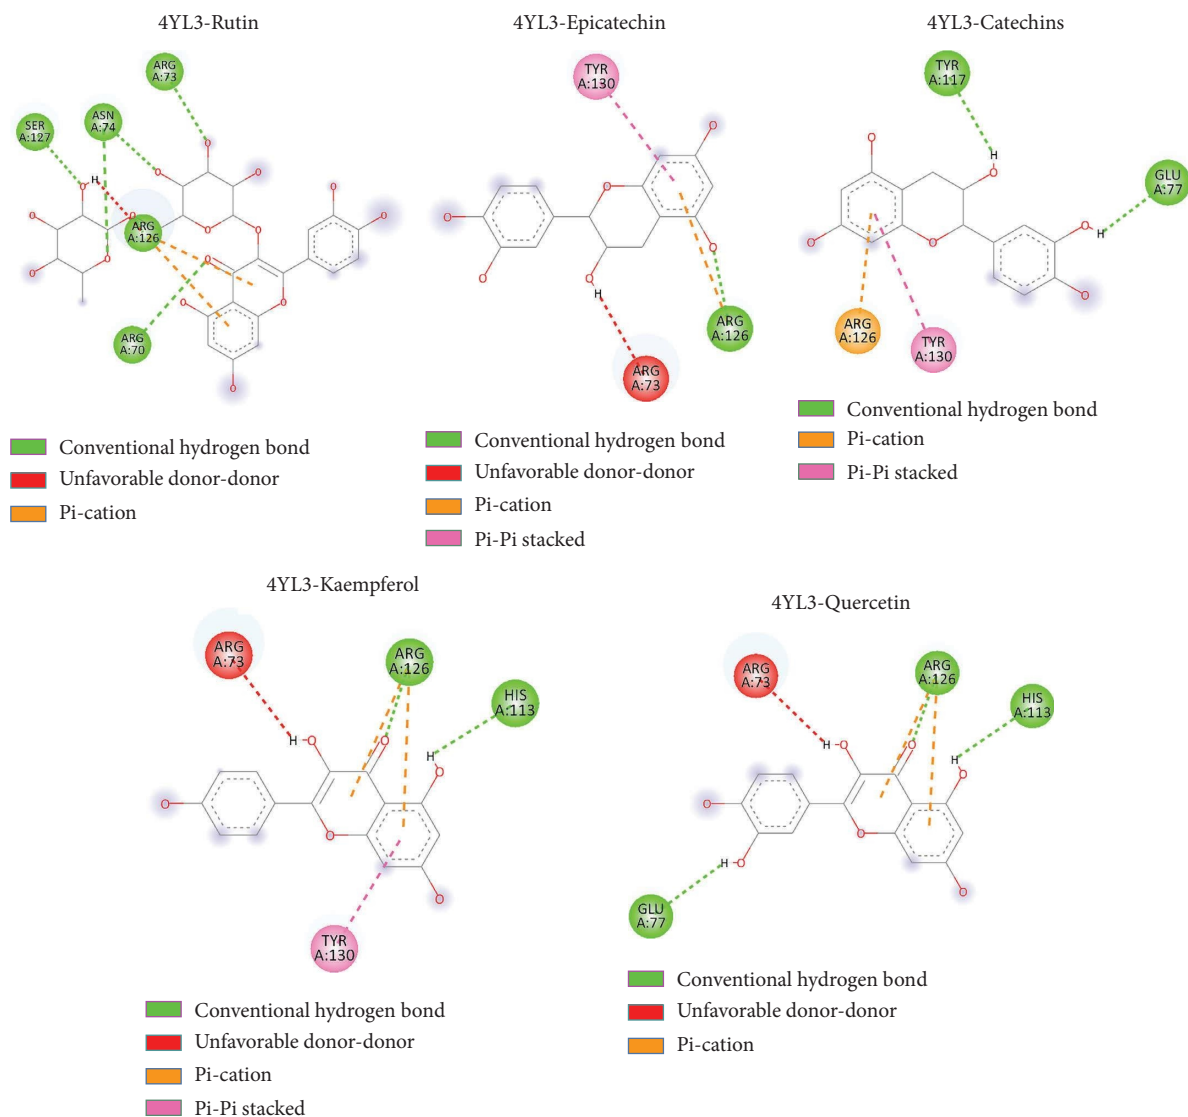 4YL3-Rutin
ARG
A:73
ASN
A:74
SER
A:127
H
O
O
O
O
O
O
O
O
O
O
ARG
A:126
O
O
O
O
O
O
ARG
A:70
Conventional hydrogen bond
Unfavorable donor-donor
Pi-cation
4YL3-Epicatechin
TYR
A:130
O
O
O
O
O
O
H
ARG
A:126
ARG
A:73
Conventional hydrogen bond
Unfavorable donor-donor
Pi-cation
Pi-Pi stacked
4YL3-Catechins
TYR
A:117
H
O
O
GLU
A:77
O
H
O
O
O
ARG
A:126
TYR
A:130
Conventional hydrogen bond
Pi-cation
Pi-Pi stacked
4YL3-Kaempferol
ARG
A:73
ARG
A:126
HIS
A:113
H
O
O
H
O
O
O
O
TYR
A:130
Conventional hydrogen bond
Unfavorable donor-donor
Pi-cation
Pi-Pi stacked
4YL3-Quercetin
ARG
A:73
ARG
A:126
HIS
A:113
H
O
O
H
O
O
O
H
O
O
GLU
A:77
Conventional hydrogen bond
Unfavorable donor-donor
Pi-cation